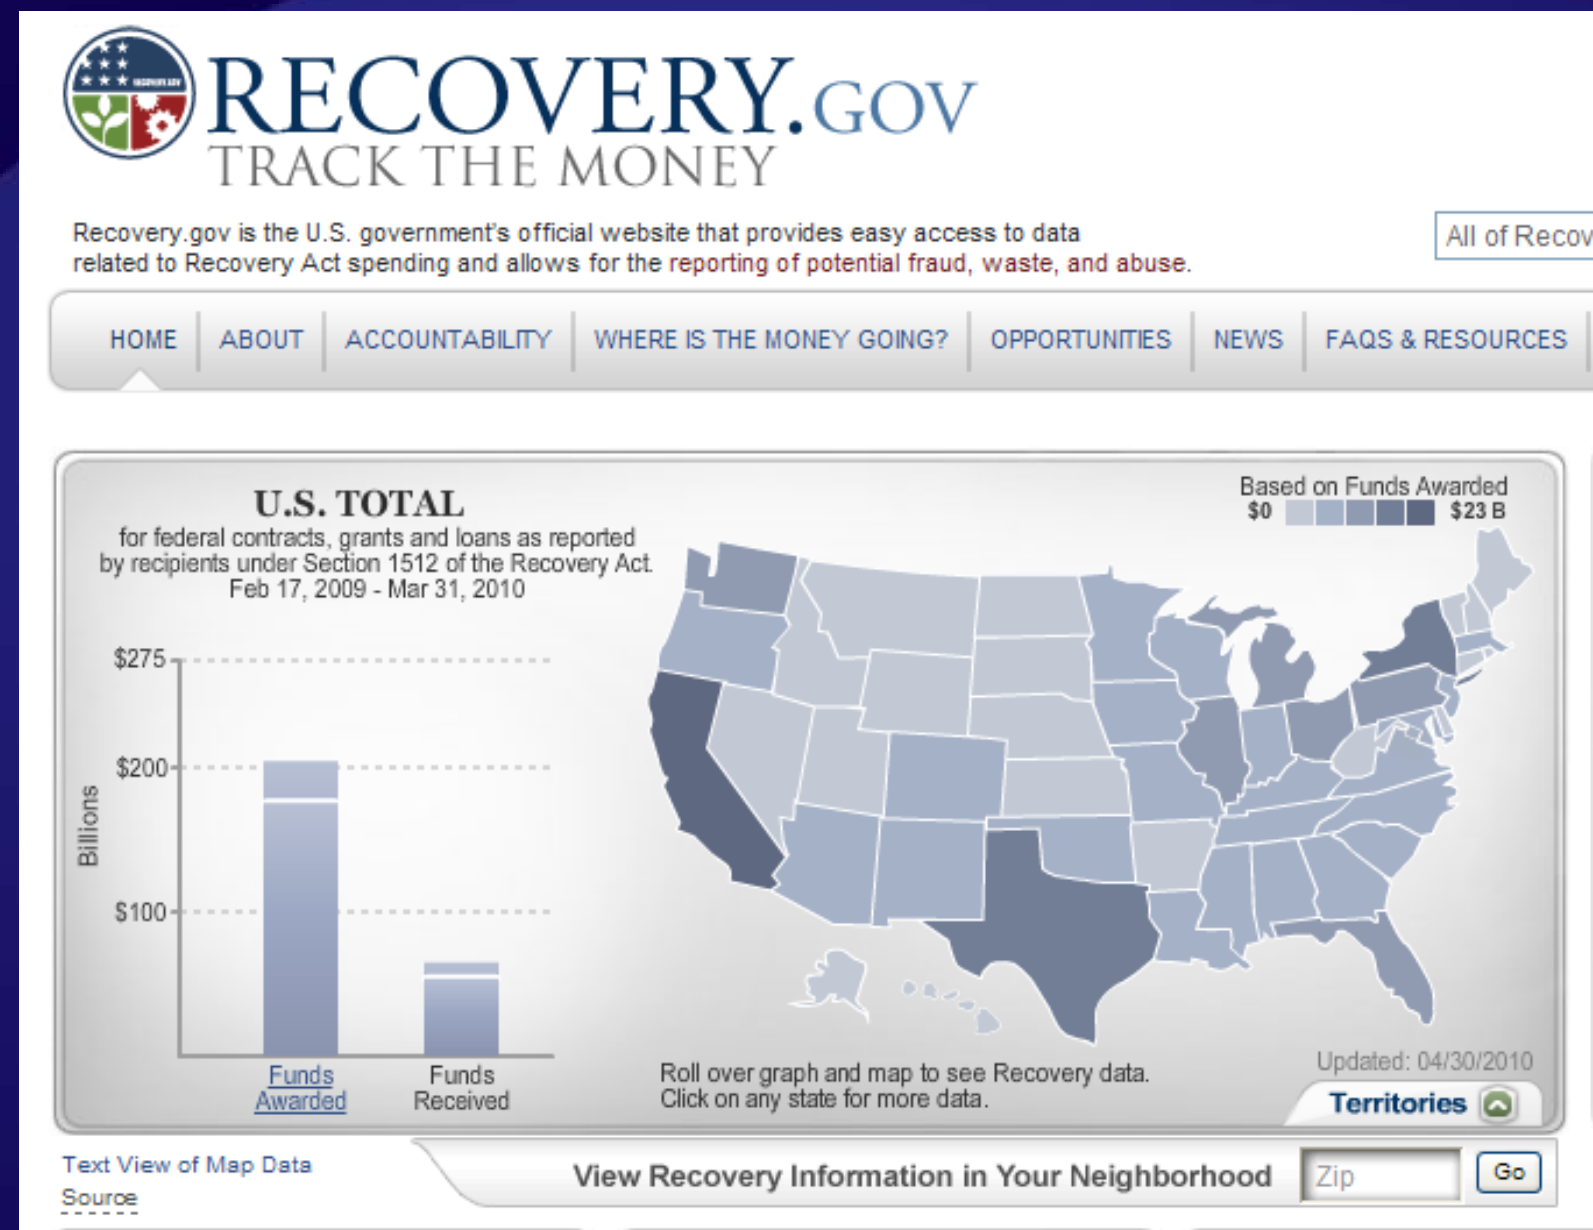 RECOVERY.GOV
TRACK THE MONEY
Recovery.gov is the U.S. government's official website that provides easy access to data
related to Recovery Act spending and allows for the reporting of potential fraud, waste, and abuse.
All of Recov
HOME ABOUT ACCOUNTABILITY WHERE IS THE MONEY GOING? OPPORTUNITIES NEWS FAQS & RESOURCES
U.S. TOTAL
for federal contracts, grants and loans as reported
by recipients under Section 1512 of the Recovery Act.
Feb 17, 2009 - Mar 31, 2010
Based on Funds Awarded
$0 $23 B
$275
$200
$100
Billions
Funds
Awarded
Funds
Received
Roll over graph and map to see Recovery data.
Click on any state for more data.
Updated: 04/30/2010
Territories
Text View of Map Data
Source
View Recovery Information in Your Neighborhood Zip Go